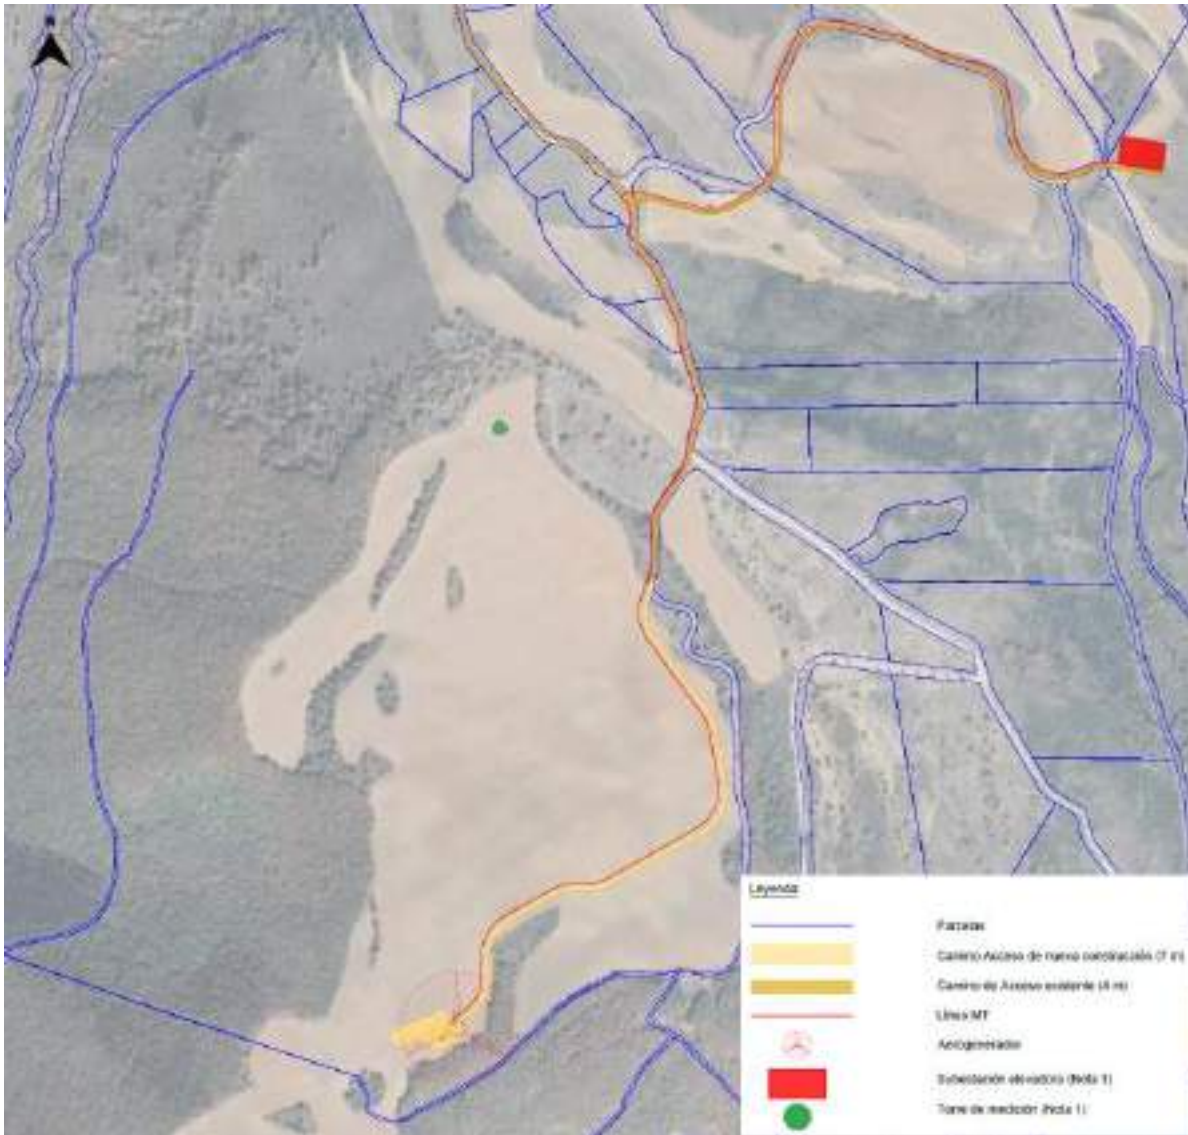 Leyenda
Parcelas
Camino Acceso de nueva construcción (7 m)
Camino de Acceso existente (4 m)
Línea MT
Aerogenerador
Subestación elevadora (Nota 1)
Torre de medición (Nota 1)